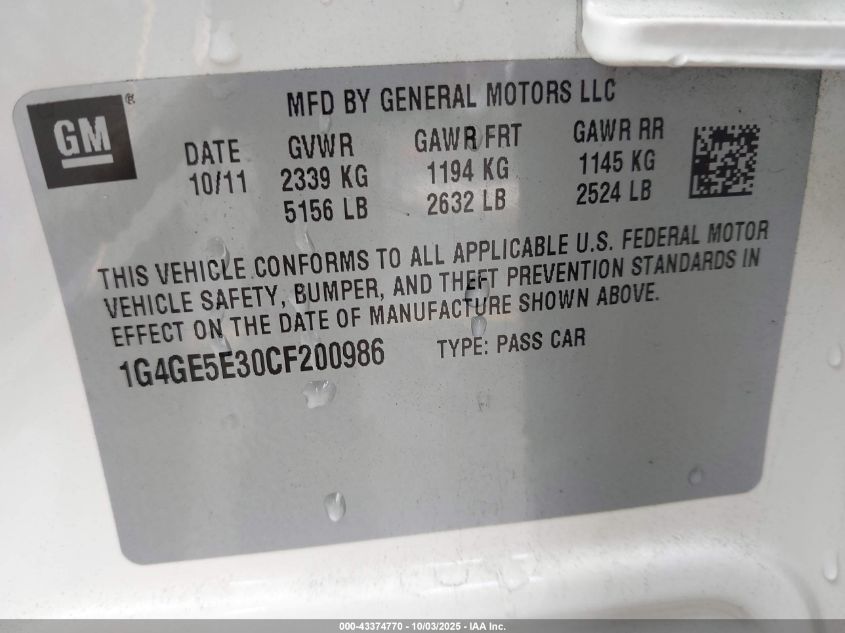 GM®
MFD BY GENERAL MOTORS LLC
DATE GVWR GAWR FRT GAWR RR
10/11 2339 KG 1194 KG 1145 KG
5156 LB 2632 LB 2524 LB
THIS VEHICLE CONFORMS TO ALL APPLICABLE U.S. FEDERAL MOTOR
VEHICLE SAFETY, BUMPER, AND THEFT PREVENTION STANDARDS IN
EFFECT ON THE DATE OF MANUFACTURE SHOWN ABOVE.
1G4GE5E30CF200986 TYPE: PASS CAR
000-43374770 - 10/03/2025 - IAA Inc.